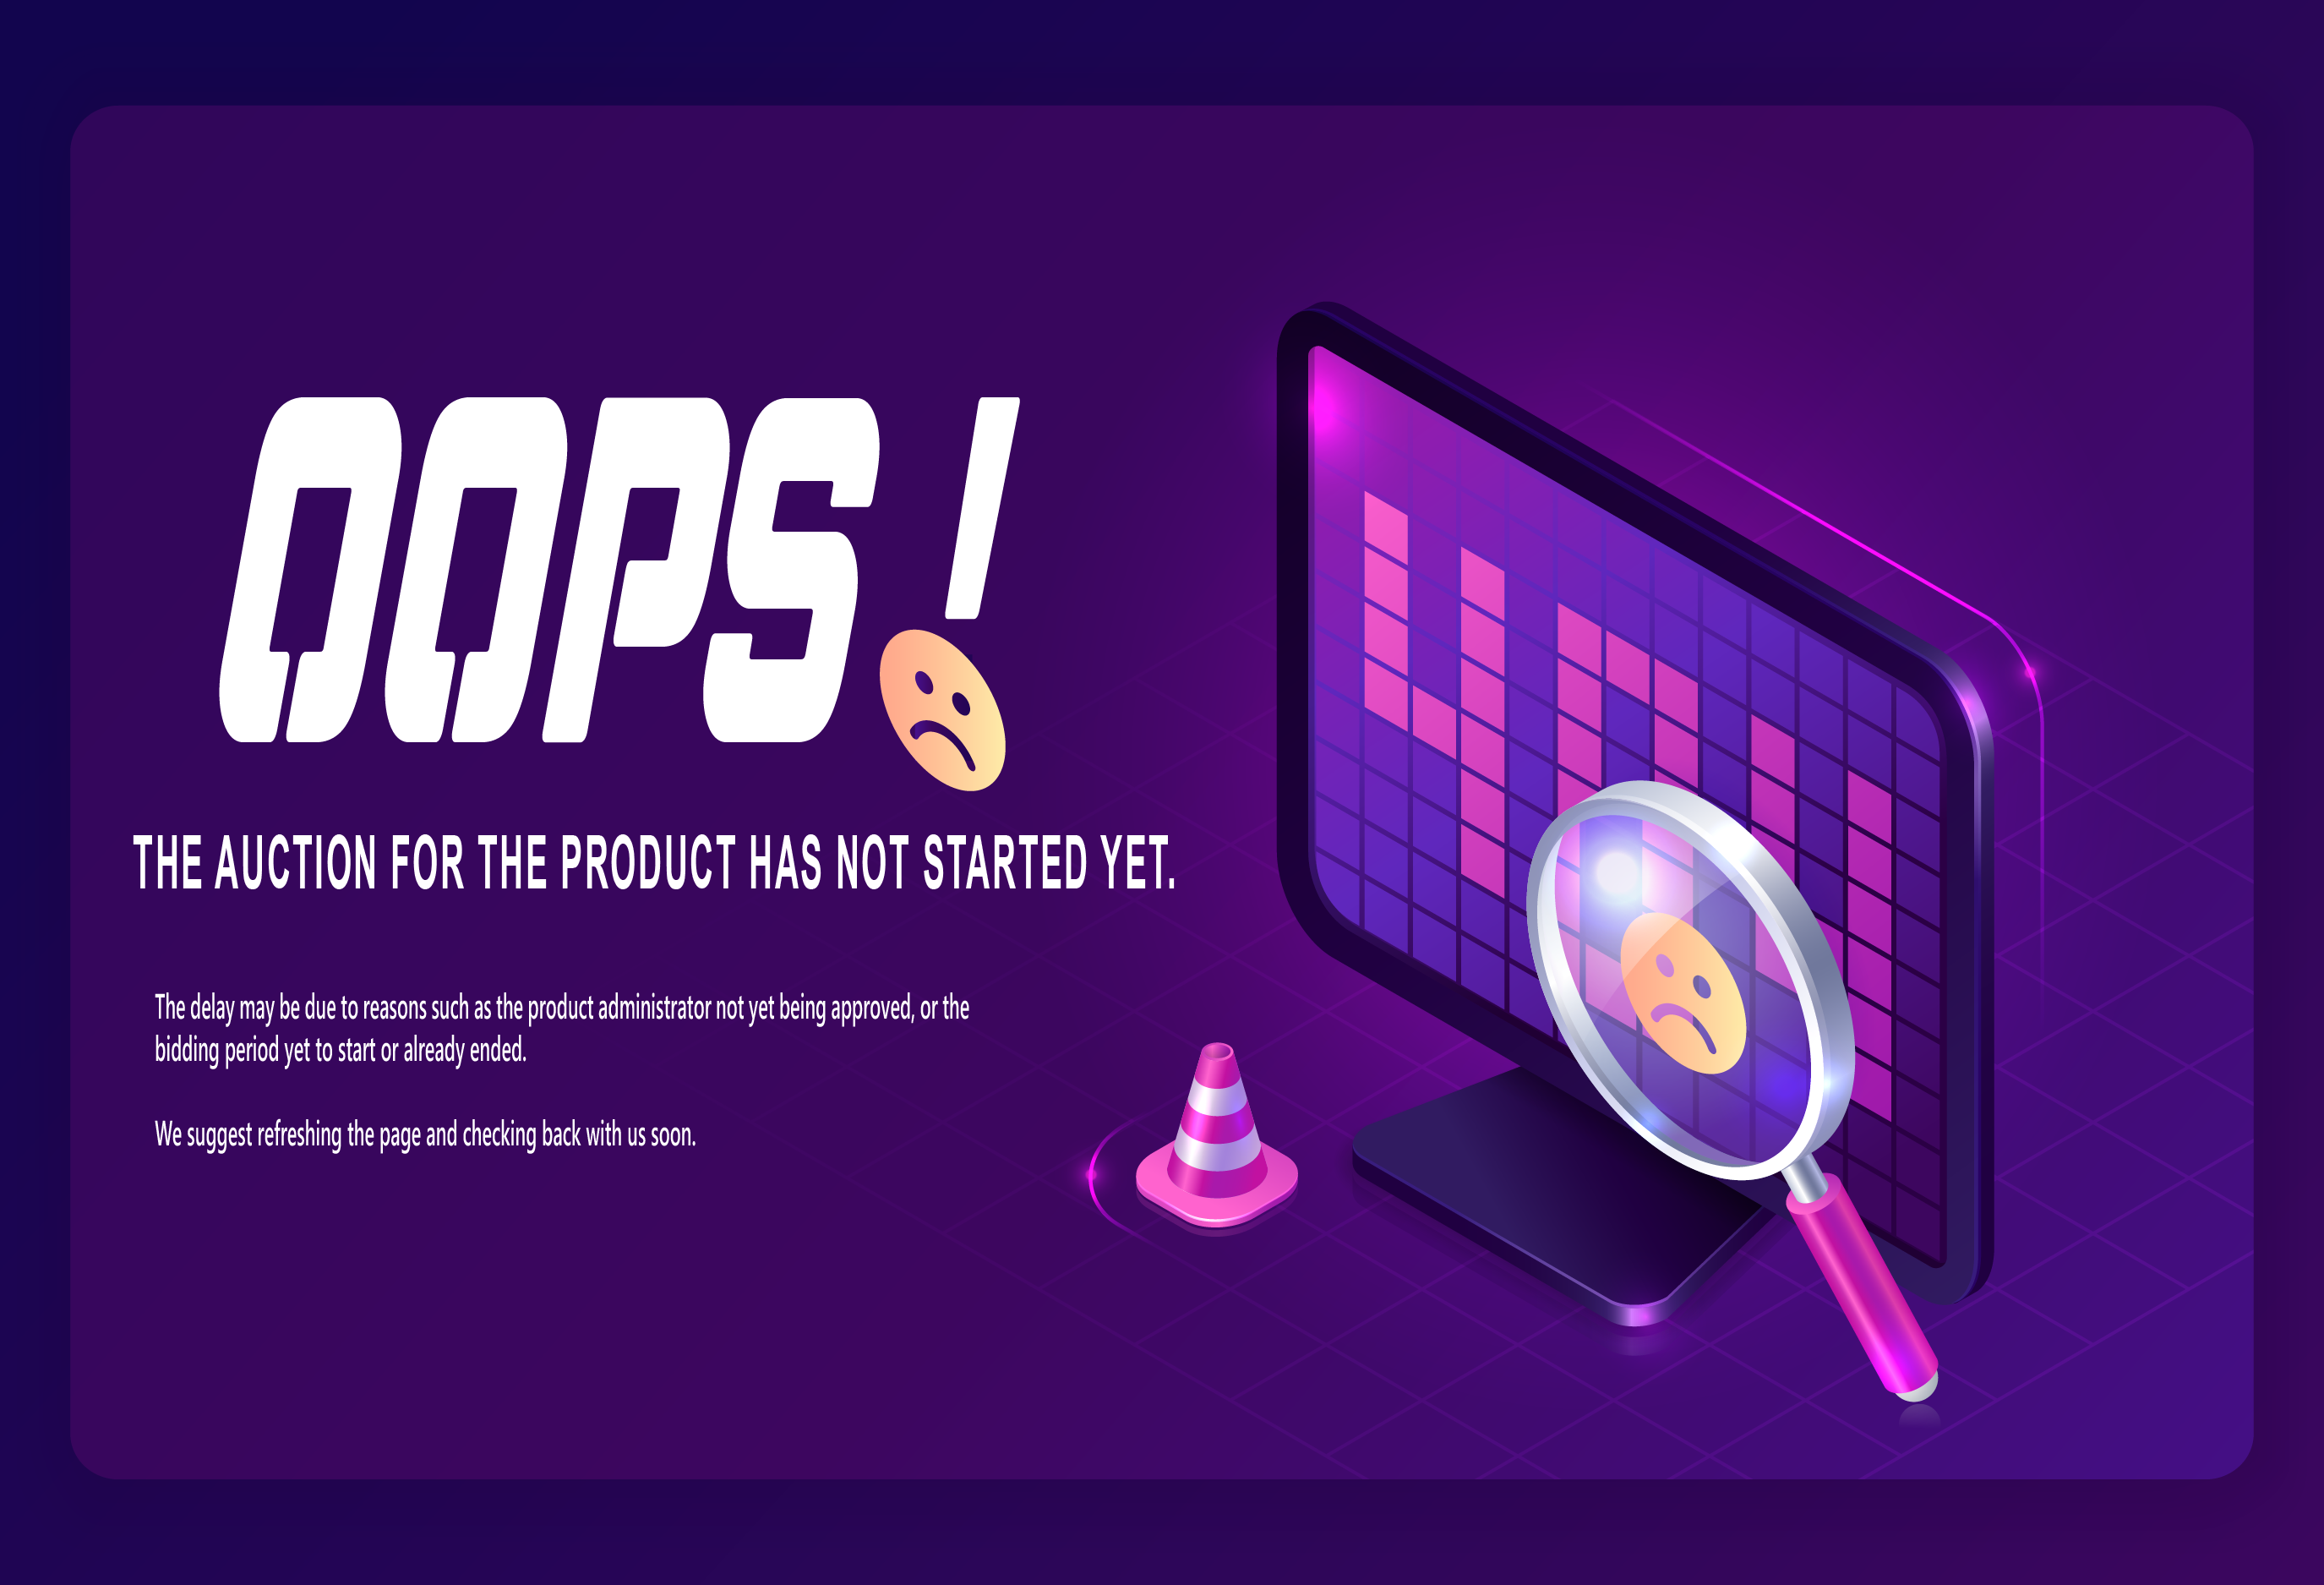 OOPS!
THE AUCTION FOR THE PRODUCT HAS NOT STARTED YET.
The delay may be due to reasons such as the product administrator not yet being approved, or the
bidding period yet to start or already ended.
We suggest refreshing the page and checking back with us soon.
404